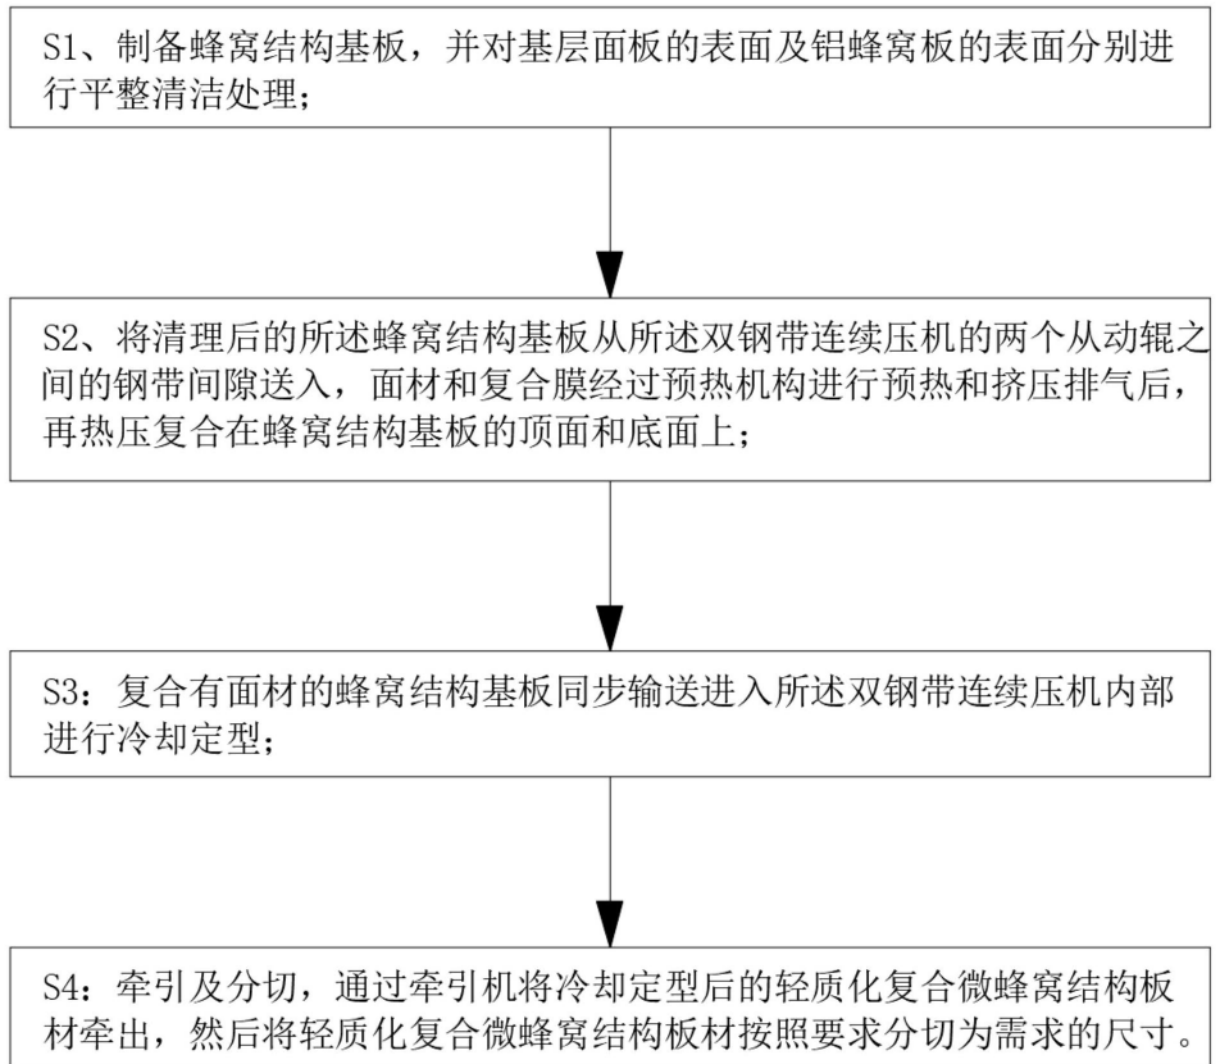 S1、制备蜂窝结构基板，并对基层面板的表面及铝蜂窝板的表面分别进
行平整清洁处理；
S2、将清理后的所述蜂窝结构基板从所述双钢带连续压机的两个从动辊之
间的钢带间隙送入，面材和复合膜经过预热机构进行预热和挤压排气后，
再热压复合在蜂窝结构基板的顶面和底面上；
S3：复合有面材的蜂窝结构基板同步输送进入所述双钢带连续压机内部
进行冷却定型；
S4：牵引及分切，通过牵引机将冷却定型后的轻质化复合微蜂窝结构板
材牵出，然后将轻质化复合微蜂窝结构板材按照要求分切为需求的尺寸。